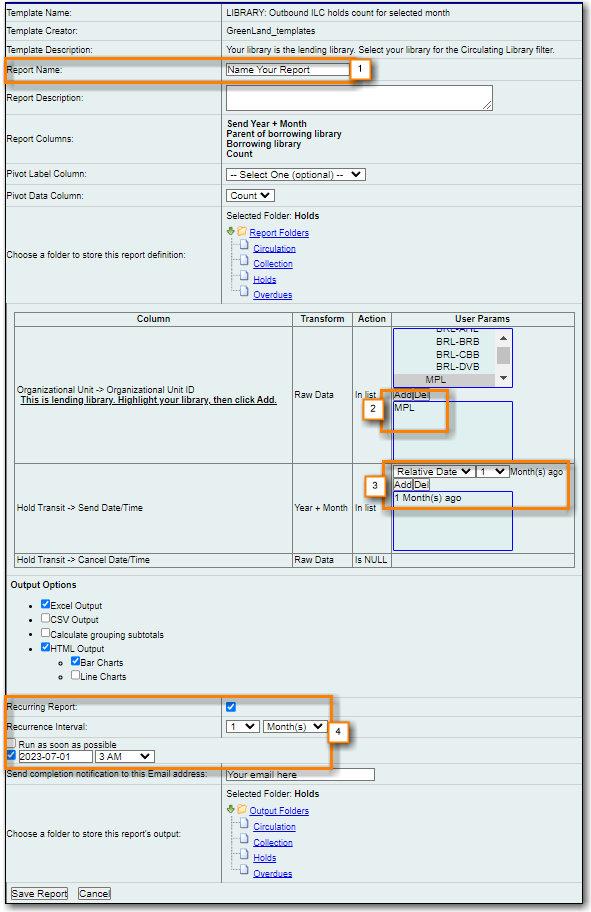 Template Name: LIBRARY: Outbound ILC holds count for selected month
Template Creator: GreenLand_templates
Template Description: Your library is the lending library. Select your library for the Circulating Library filter.
Report Name: Name Your Report 1
Report Description:
Report Columns: Send Year + Month
Parent of borrowing library
Borrowing library
Count
Pivot Label Column: -- Select One (optional) --
Pivot Data Column: Count
Choose a folder to store this report definition: Selected Folder: Holds
Report Folders
Circulation
Collection
Holds
Overdues
Column Transform Action User Params
Organizational Unit -> Organizational Unit ID
This is lending library. Highlight your library, then click Add.
Raw Data In list
BRL-BRB
BRL-CBB
BRL-DVB
MPL
Add Del
2
MPL
Hold Transit -> Send Date/Time Year + Month In list
Relative Date 1 Month(s) ago
Add Del
3
1 Month(s) ago
Hold Transit -> Cancel Date/Time Raw Data Is NULL
Output Options
Excel Output
CSV Output
Calculate grouping subtotals
HTML Output
Bar Charts
Line Charts
Recurring Report:
Recurrence Interval: 1 Month(s) 4
Run as soon as possible
2023-07-01 3 AM
Send completion notification to this Email address: Your email here
Choose a folder to store this report's output: Selected Folder: Holds
Output Folders
Circulation
Collection
Holds
Overdues
Save Report Cancel